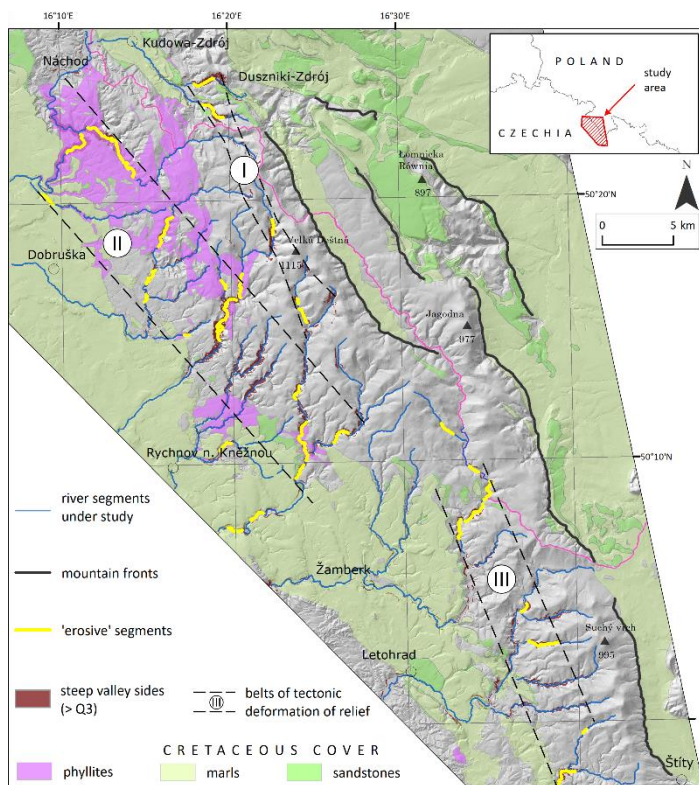 16°10'
16°20'
16°30'
Kudowa-Zdrój
Náchod
Duszniki-Zdrój
POLAND
study
area
CZECHIA
Łomnicka
Równia
897
N
50°20'
0 5 km
I
II
Velká Deštná
1115
Dobruška
Jagodna
977
Rychnov n. Kněžnou
50°10'
river segments
under study
mountain fronts
Žamberk
III
'erosive' segments
Letohrad
Suchý vrch
995
steep valley sides
(> Q3)
III
belts of tectonic
deformation of relief
CRETACEOUS COVER
phyllites
marls
sandstones
Štíty